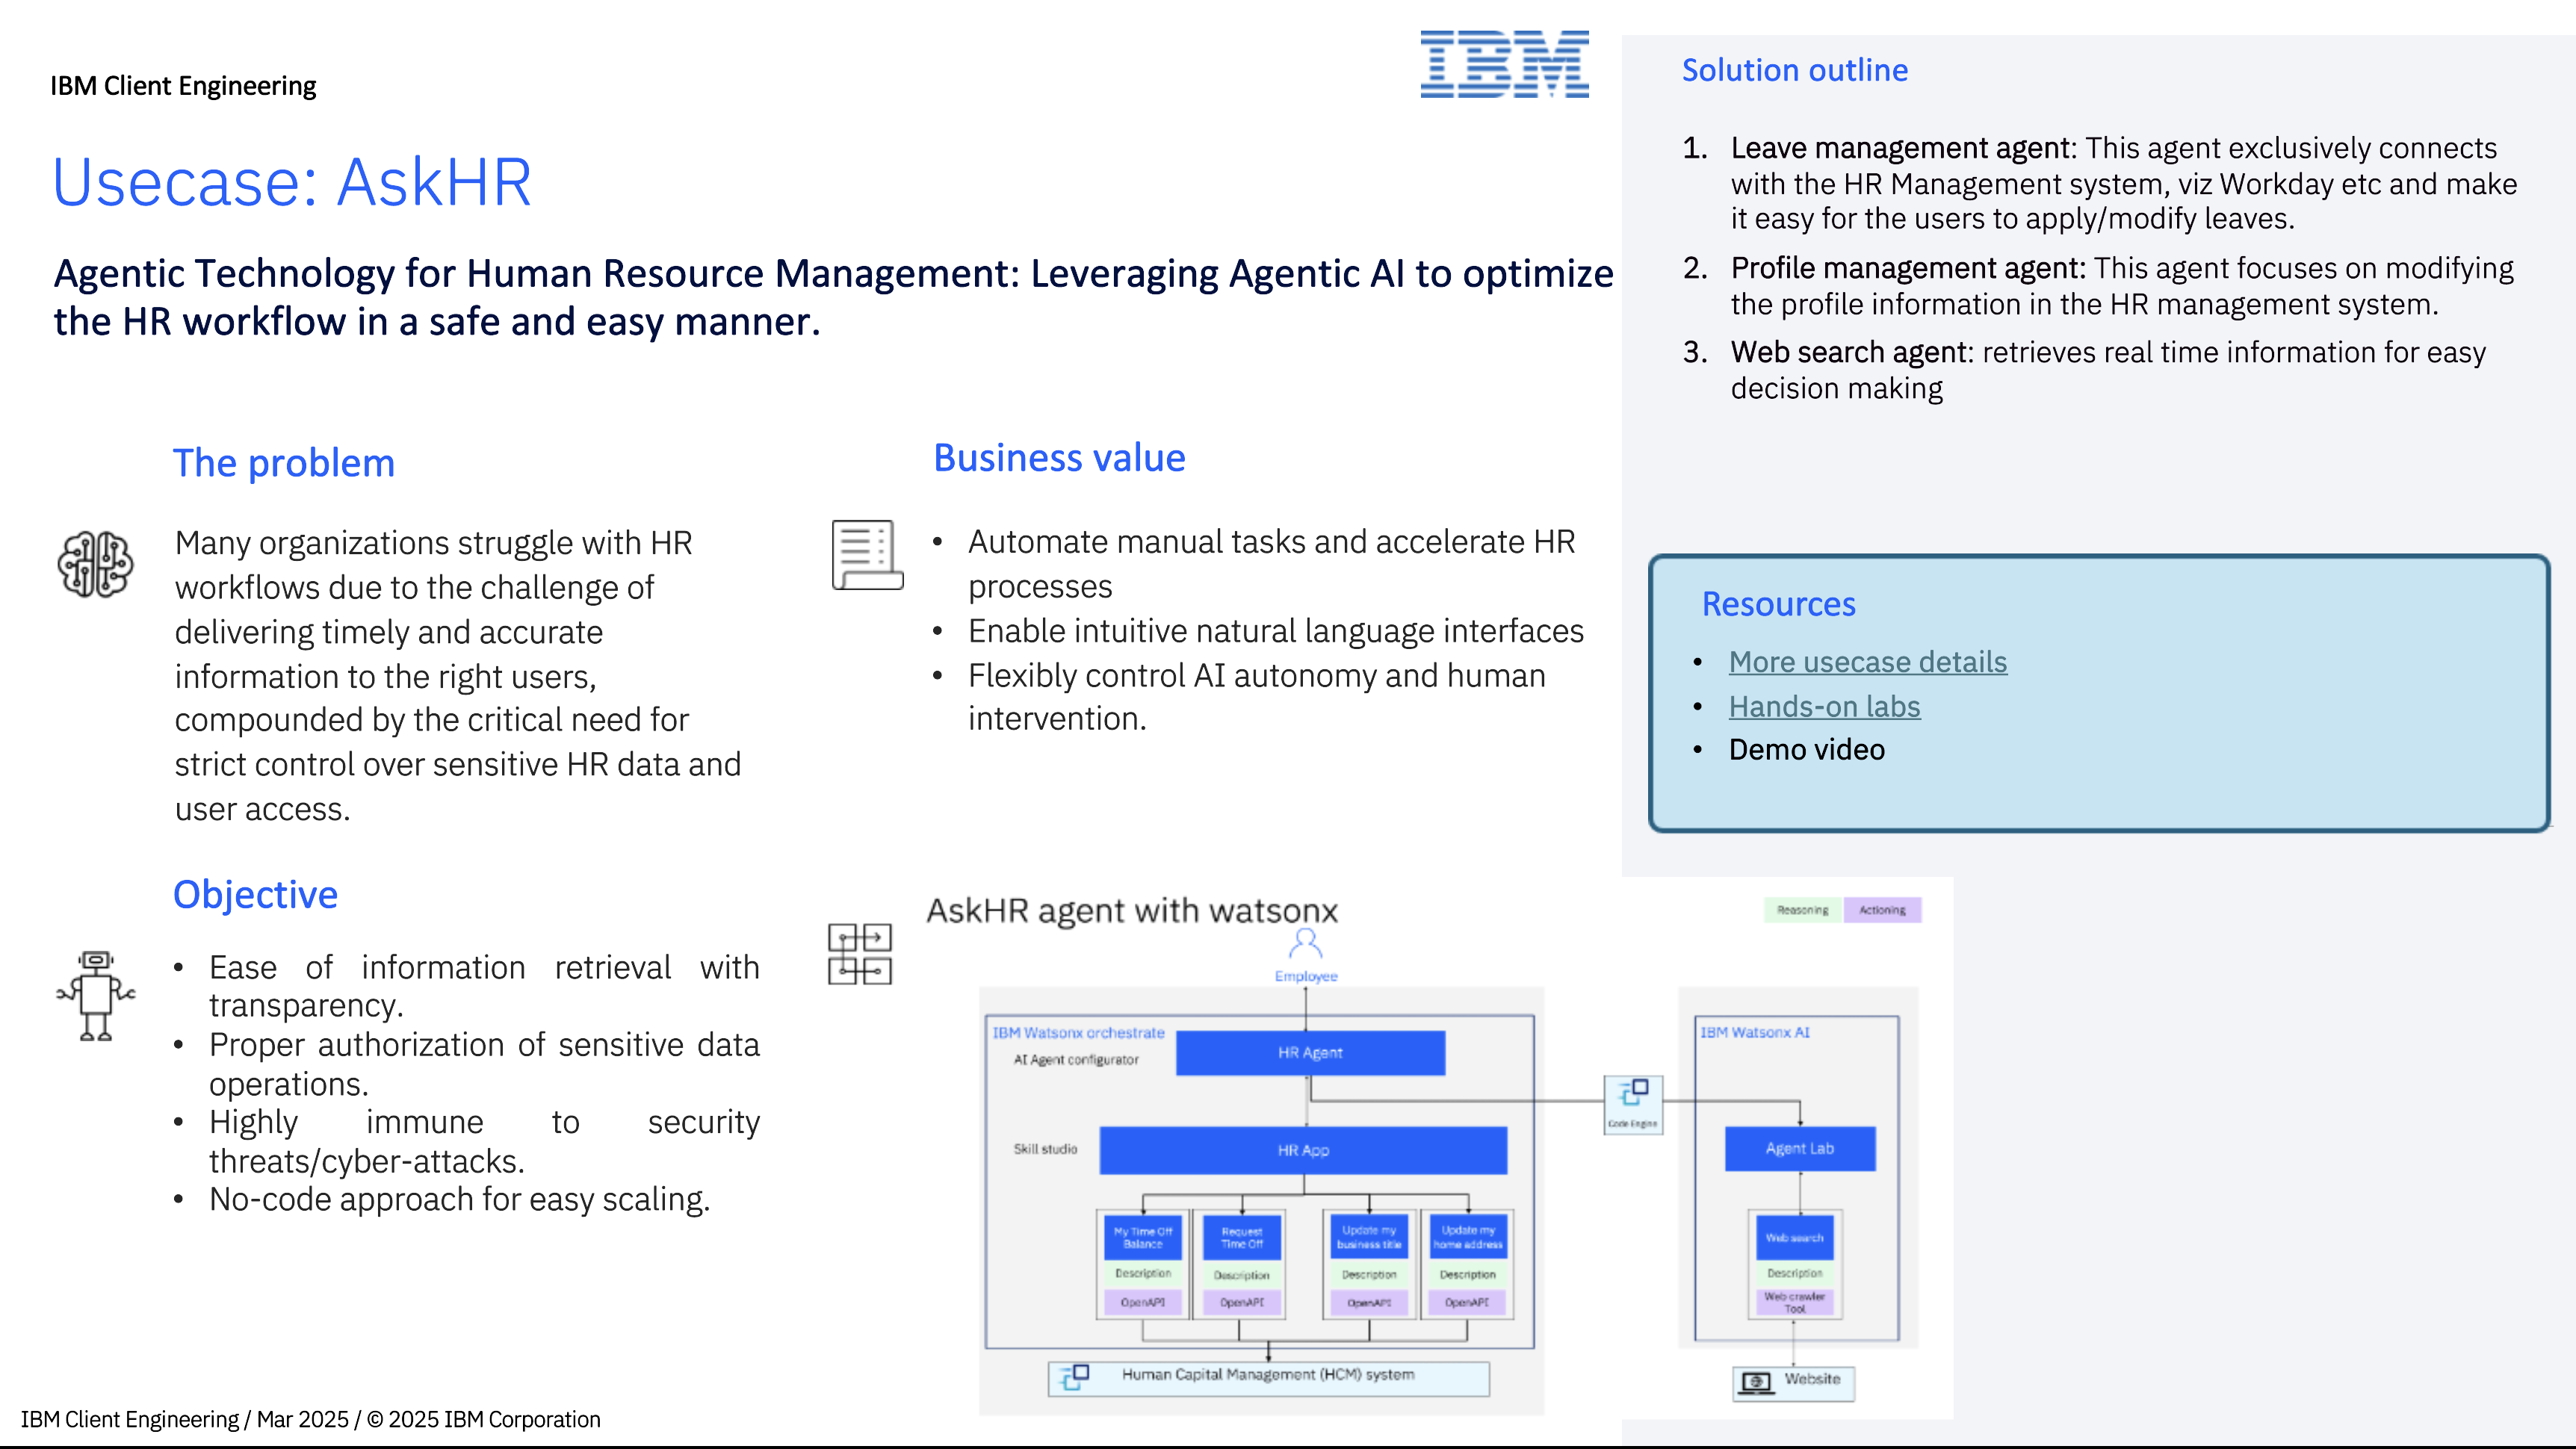 IBM Client Engineering
IBM
Usecase: AskHR
Agentic Technology for Human Resource Management: Leveraging Agentic AI to optimize
the HR workflow in a safe and easy manner.
The problem
Many organizations struggle with HR
workflows due to the challenge of
delivering timely and accurate
information to the right users,
compounded by the critical need for
strict control over sensitive HR data and
user access.
Objective
• Ease of information retrieval with
transparency.
• Proper authorization of sensitive data
operations.
• Highly immune to security
threats/cyber-attacks.
• No-code approach for easy scaling.
Business value
• Automate manual tasks and accelerate HR
processes
• Enable intuitive natural language interfaces
• Flexibly control AI autonomy and human
intervention.
Solution outline
1. Leave management agent: This agent exclusively connects
with the HR Management system, viz Workday etc and make
it easy for the users to apply/modify leaves.
2. Profile management agent: This agent focuses on modifying
the profile information in the HR management system.
3. Web search agent: retrieves real time information for easy
decision making
Resources
• More usecase details
• Hands-on labs
• Demo video
AskHR agent with watsonx
Reasoning
Actioning
Employee
IBM Watsonx orchestrate
AI Agent configurator
HR Agent
Skill studio
HR App
My Time Off
Balance
Description
OpenAPI
Request
Time Off
Description
OpenAPI
Update my
business title
Description
OpenAPI
Update my
home address
Description
OpenAPI
Human Capital Management (HCM) system
Code Engine
IBM Watsonx AI
Agent Lab
Web search
Description
Web crawler
Tool
Website
IBM Client Engineering / Mar 2025 / © 2025 IBM Corporation